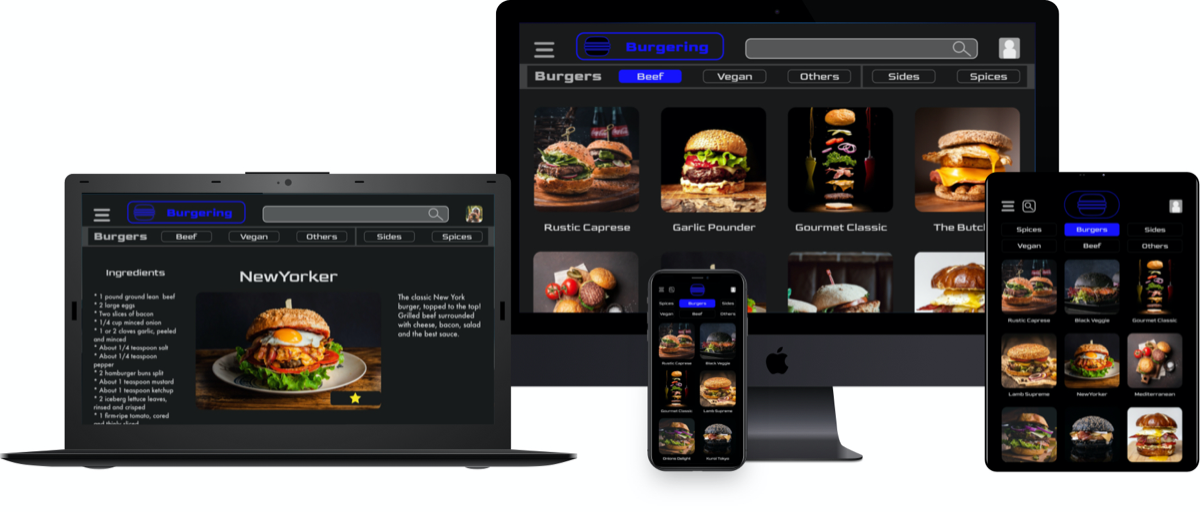 Burgering
Burgers Beef Vegan Others Sides Spices
Rustic Caprese Garlic Pounder Gourmet Classic The Butch
Burgering
Burgers Beef Vegan Others Sides Spices
Ingredients
* 1 pound ground lean beef
* 2 large eggs
* Two slices of bacon
* 1/4 cup minced onion
* 1 or 2 cloves garlic, peeled
and minced
* About 1/4 teaspoon salt
* About 1/4 teaspoon
pepper
* 2 hamburger buns split
* About 1 teaspoon mustard
* About 1 teaspoon ketchup
* 2 iceberg lettuce leaves,
rinsed and crisped
* 1 firm-ripe tomato, cored
and thinly sliced
NewYorker
The classic New York
burger, topped to the top!
Grilled beef surrounded
with cheese, bacon, salad
and the best sauce.
Spices Burgers Sides
Vegan Beef Others
Rustic Caprese Black Veggie
Gourmet Classic Lamb Supreme
Onions Delight Kurid Tokyo
Spices Burgers Sides
Vegan Beef Others
Rustic Caprese Black Veggie Gourmet Classic
Lamb Supreme NewYorker Mediterranean